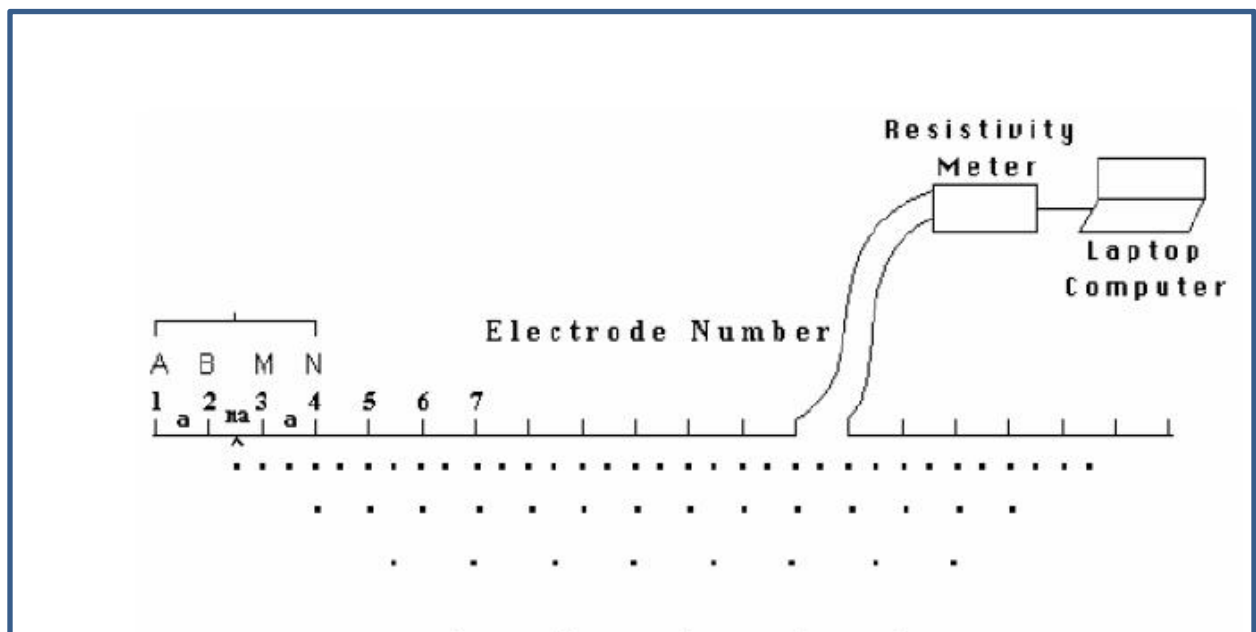 Resistivity
Meter
Laptop
Computer
Electrode Number
A B M N
1 2 3 4 5 6 7
a na a